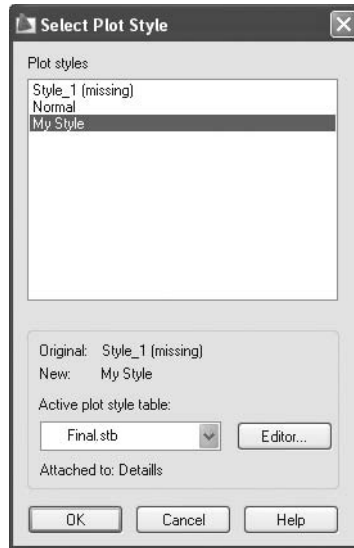 Select Plot Style
Plot styles
Style_1 (missing)
Normal
My Style
Original: Style_1 (missing)
New: My Style
Active plot style table:
Final.stb
Editor...
Attached to: Detaills
OK
Cancel
Help